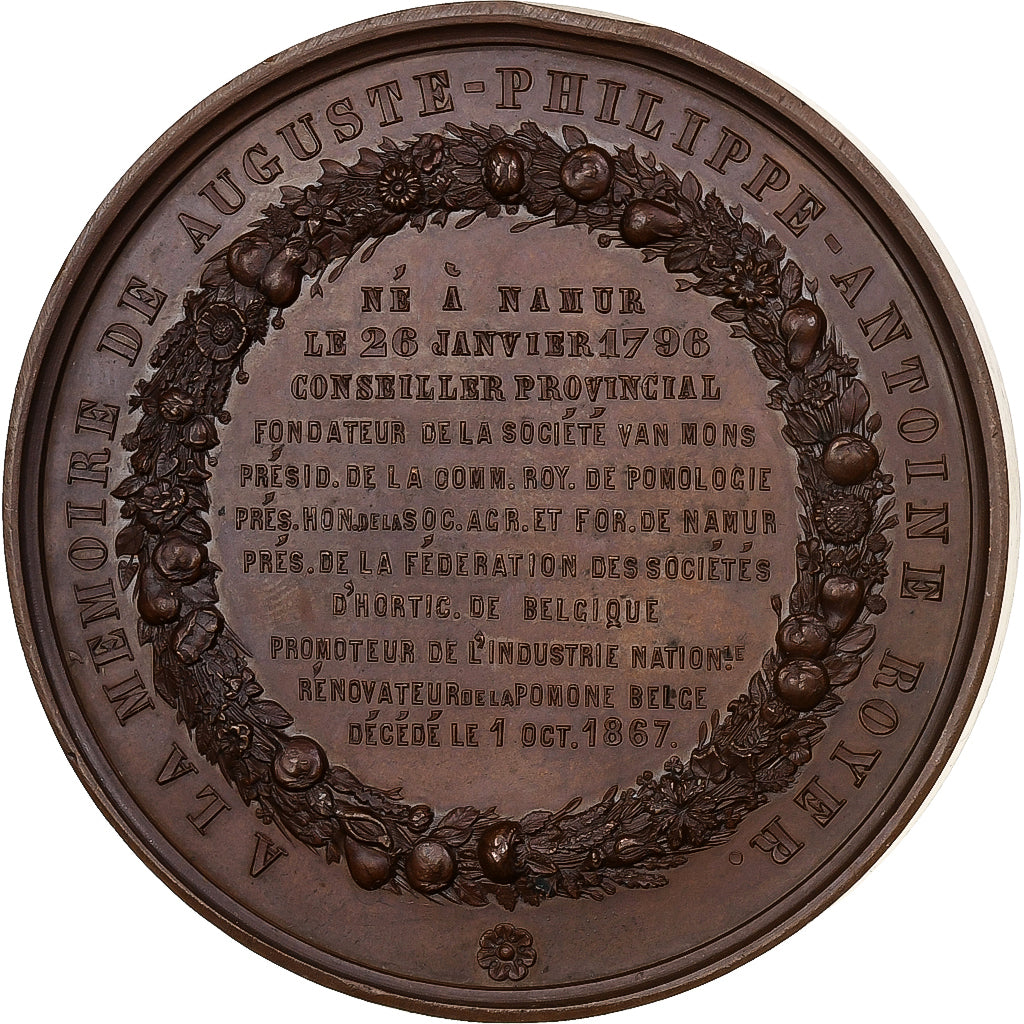 A LA MÉMOIRE DE AUGUSTE-PHILIPPE-ANTOINE ROYER.
NÉ À NAMUR
LE 26 JANVIER 1796
CONSEILLER PROVINCIAL
FONDATEUR DE LA SOCIÉTÉ VAN MONS
PRÉSID. DE LA COMM. ROY. DE POMOLOGIE
PRÉS. HON. DE LA SOC. AGR. ET FOR. DE NAMUR
PRÉS. DE LA FÉDÉRATION DES SOCIÉTÉS
D'HORTIC. DE BELGIQUE
PROMOTEUR DE L'INDUSTRIE NATION.LE
RÉNOVATEUR DE LA POMONE BELGE
DÉCÉDÉ LE 1 OCT. 1867.